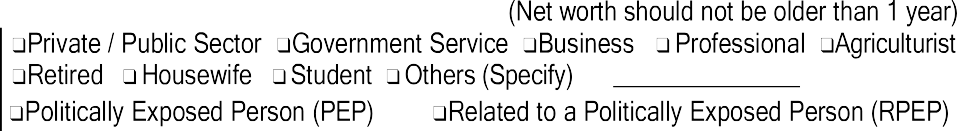 (Net worth should not be older than 1 year)
❑Private / Public Sector ❑Government Service ❑Business ❑Professional ❑Agriculturist
❑Retired ❑Housewife ❑Student ❑Others (Specify) ____________
❑Politically Exposed Person (PEP) ❑Related to a Politically Exposed Person (RPEP)